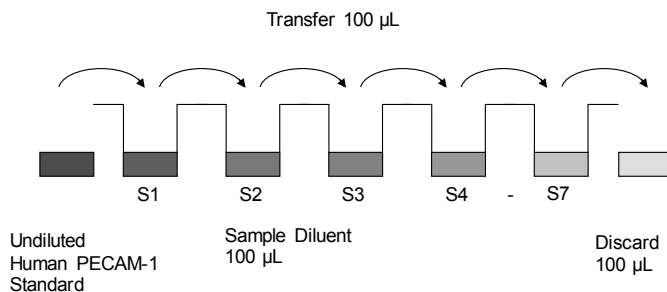 Transfer 100 µL
S1 S2 S3 S4 - S7
Undiluted
Human PECAM-1
Standard
Sample Diluent
100 µL
Discard
100 µL